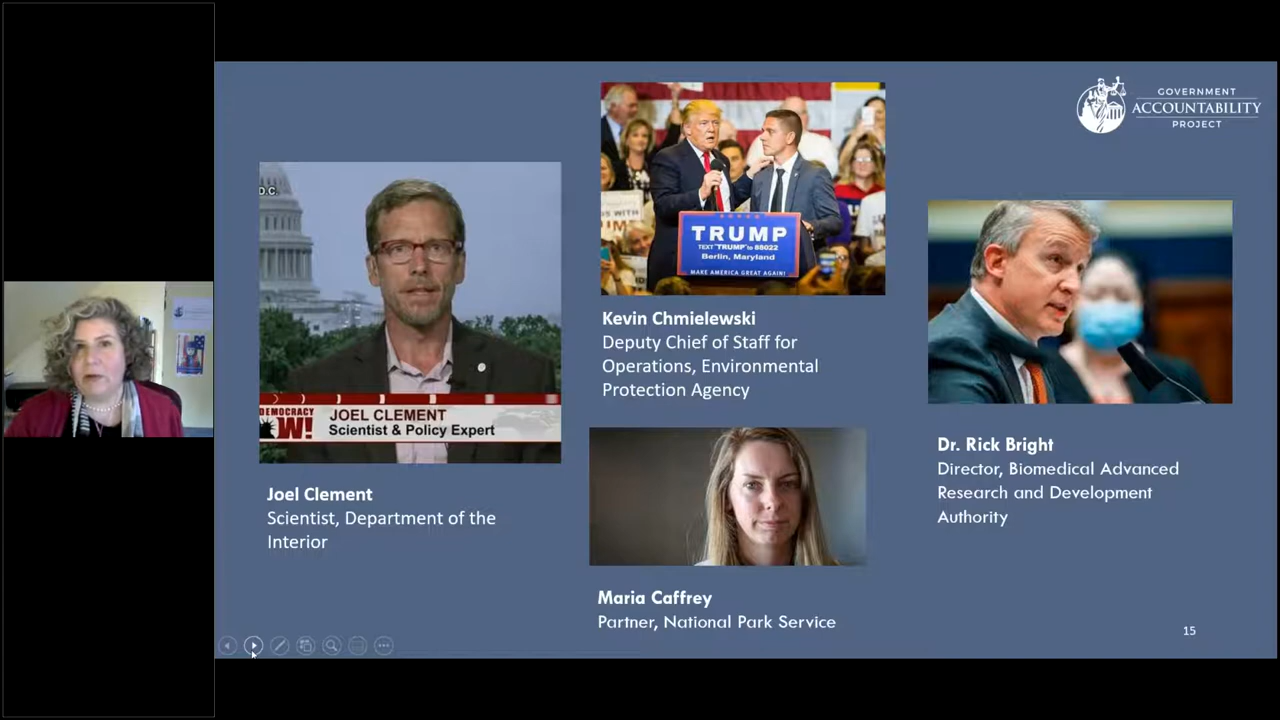 GOVERNMENT
ACCOUNTABILITY
PROJECT
D.C.
DEMOCRACY
W!
JOEL CLEMENT
Scientist & Policy Expert
Joel Clement
Scientist, Department of the
Interior
TRUMP
TEXT "TRUMP" to 88022
Berlin, Maryland
MAKE AMERICA GREAT AGAIN!
Kevin Chmielewski
Deputy Chief of Staff for
Operations, Environmental
Protection Agency
Maria Caffrey
Partner, National Park Service
Dr. Rick Bright
Director, Biomedical Advanced
Research and Development
Authority
15